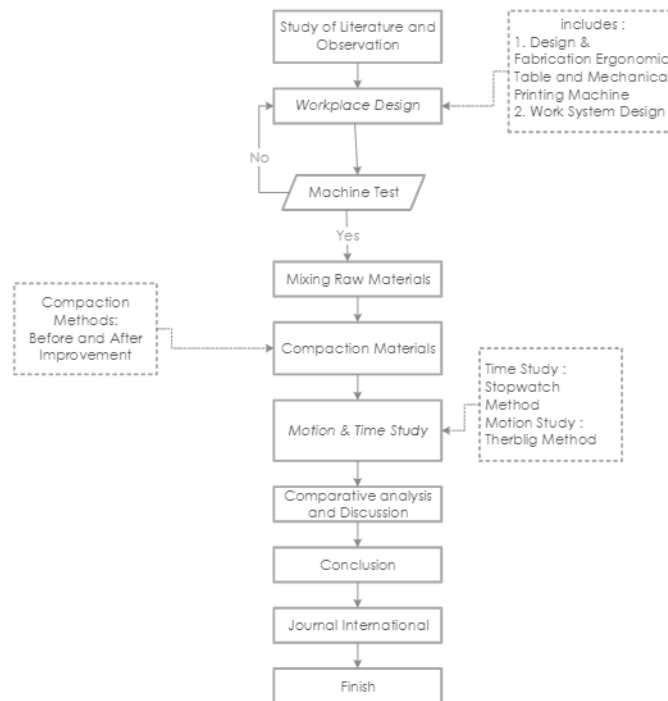 Study of Literature and
Observation
includes :
1. Design &
Fabrication Ergonomic
Table and Mechanical
Printing Machine
2. Work System Design
Workplace Design
No
Machine Test
Yes
Mixing Raw Materials
Compaction
Methods:
Before and After
Improvement
Compaction Materials
Time Study :
Stopwatch
Method
Motion Study :
Therblig Method
Motion & Time Study
Comparative analysis
and Discussion
Conclusion
Journal International
Finish